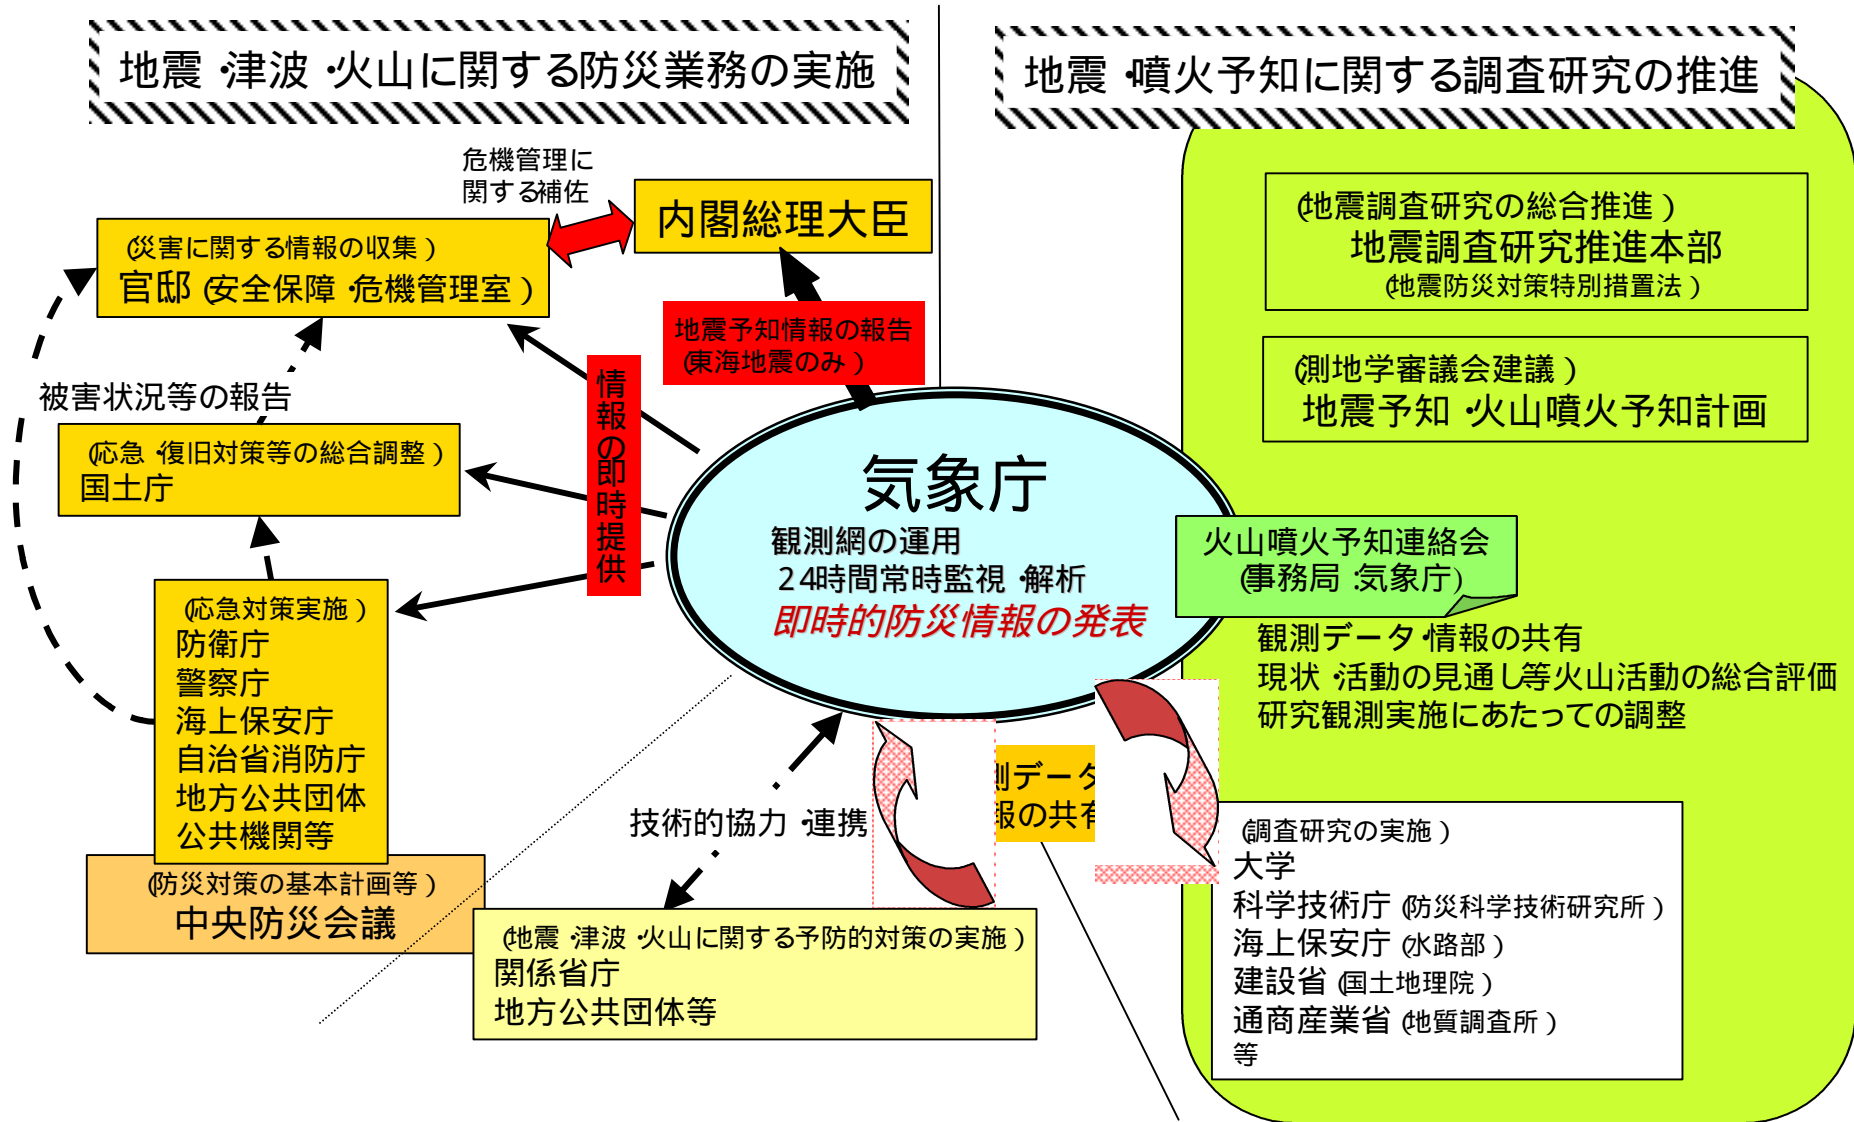 地震・津波・火山に関する防災業務の実施
地震・噴火予知に関する調査研究の推進
危機管理に
関する補佐
内閣総理大臣
(災害に関する情報の収集)
官邸(安全保障・危機管理室)
地震予知情報の報告
(東海地震のみ)
情報の即時提供
被害状況等の報告
(応急・復旧対策等の総合調整)
国土庁
(応急対策実施)
防衛庁
警察庁
海上保安庁
自治省消防庁
地方公共団体
公共機関等
(防災対策の基本計画等)
中央防災会議
気象庁
観測網の運用
24時間常時監視・解析
即時的防災情報の発表
技術的協力・連携
測データ
報の共有
(地震・津波・火山に関する予防的対策の実施)
関係省庁
地方公共団体等
(地震調査研究の総合推進)
地震調査研究推進本部
(地震防災対策特別措置法)
(測地学審議会建議)
地震予知・火山噴火予知計画
火山噴火予知連絡会
(事務局:気象庁)
観測データ・情報の共有
現状・活動の見通し等火山活動の総合評価
研究観測実施にあたっての調整
(調査研究の実施)
大学
科学技術庁(防災科学技術研究所)
海上保安庁(水路部)
建設省(国土地理院)
通商産業省(地質調査所)
等